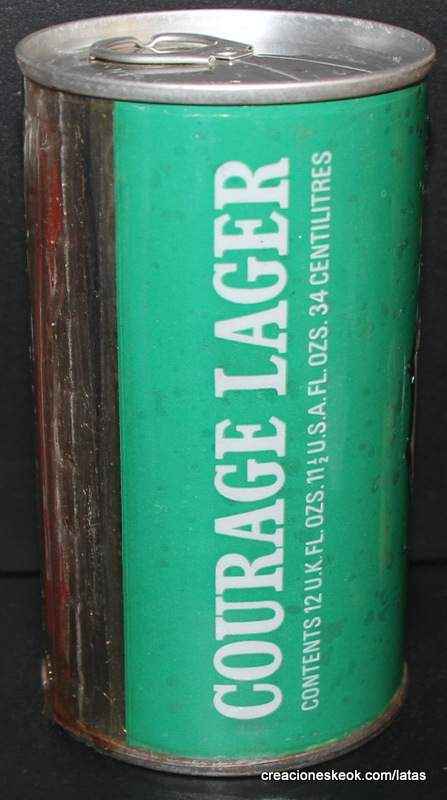 COURAGE LAGER
CONTENTS 12 U.K.FL.OZS. 11½ U.S.A.FL.OZS. 34 CENTILITRES
creacioneskeok.com/latas